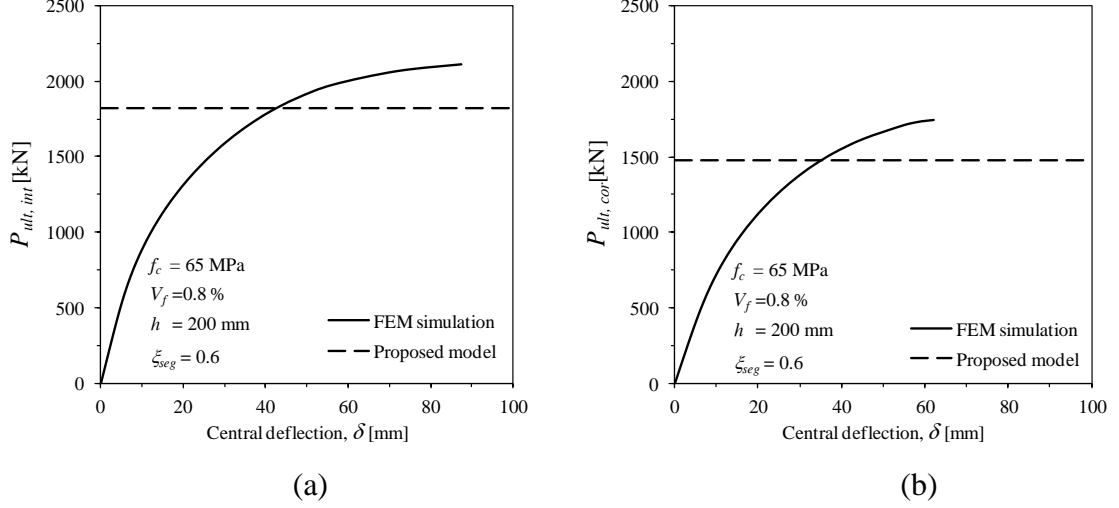 2500
2000
1500
1000
500
0
P ult, int [kN]
f_c = 65 MPa
V_f =0.8 %
h = 200 mm
ξ_seg = 0.6
FEM simulation
Proposed model
0 20 40 60 80 100
Central deflection, δ [mm]
(a)
2500
2000
1500
1000
500
0
P ult, cor [kN]
f_c = 65 MPa
V_f =0.8 %
h = 200 mm
ξ_seg = 0.6
FEM simulation
Proposed model
0 20 40 60 80 100
Central deflection, δ [mm]
(b)